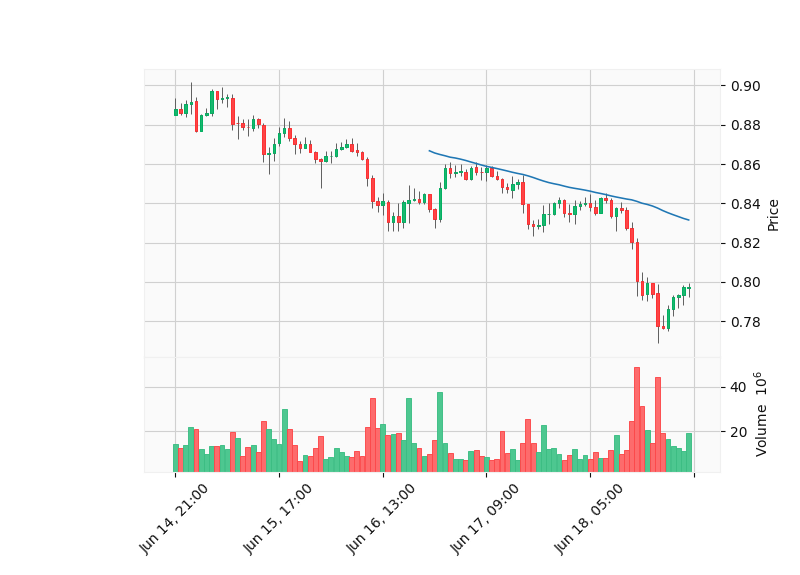 0.90
0.88
0.86
0.84
0.82
0.80
0.78
Price
40
20
Volume 10^6
Jun 14, 21:00
Jun 15, 17:00
Jun 16, 13:00
Jun 17, 09:00
Jun 18, 05:00